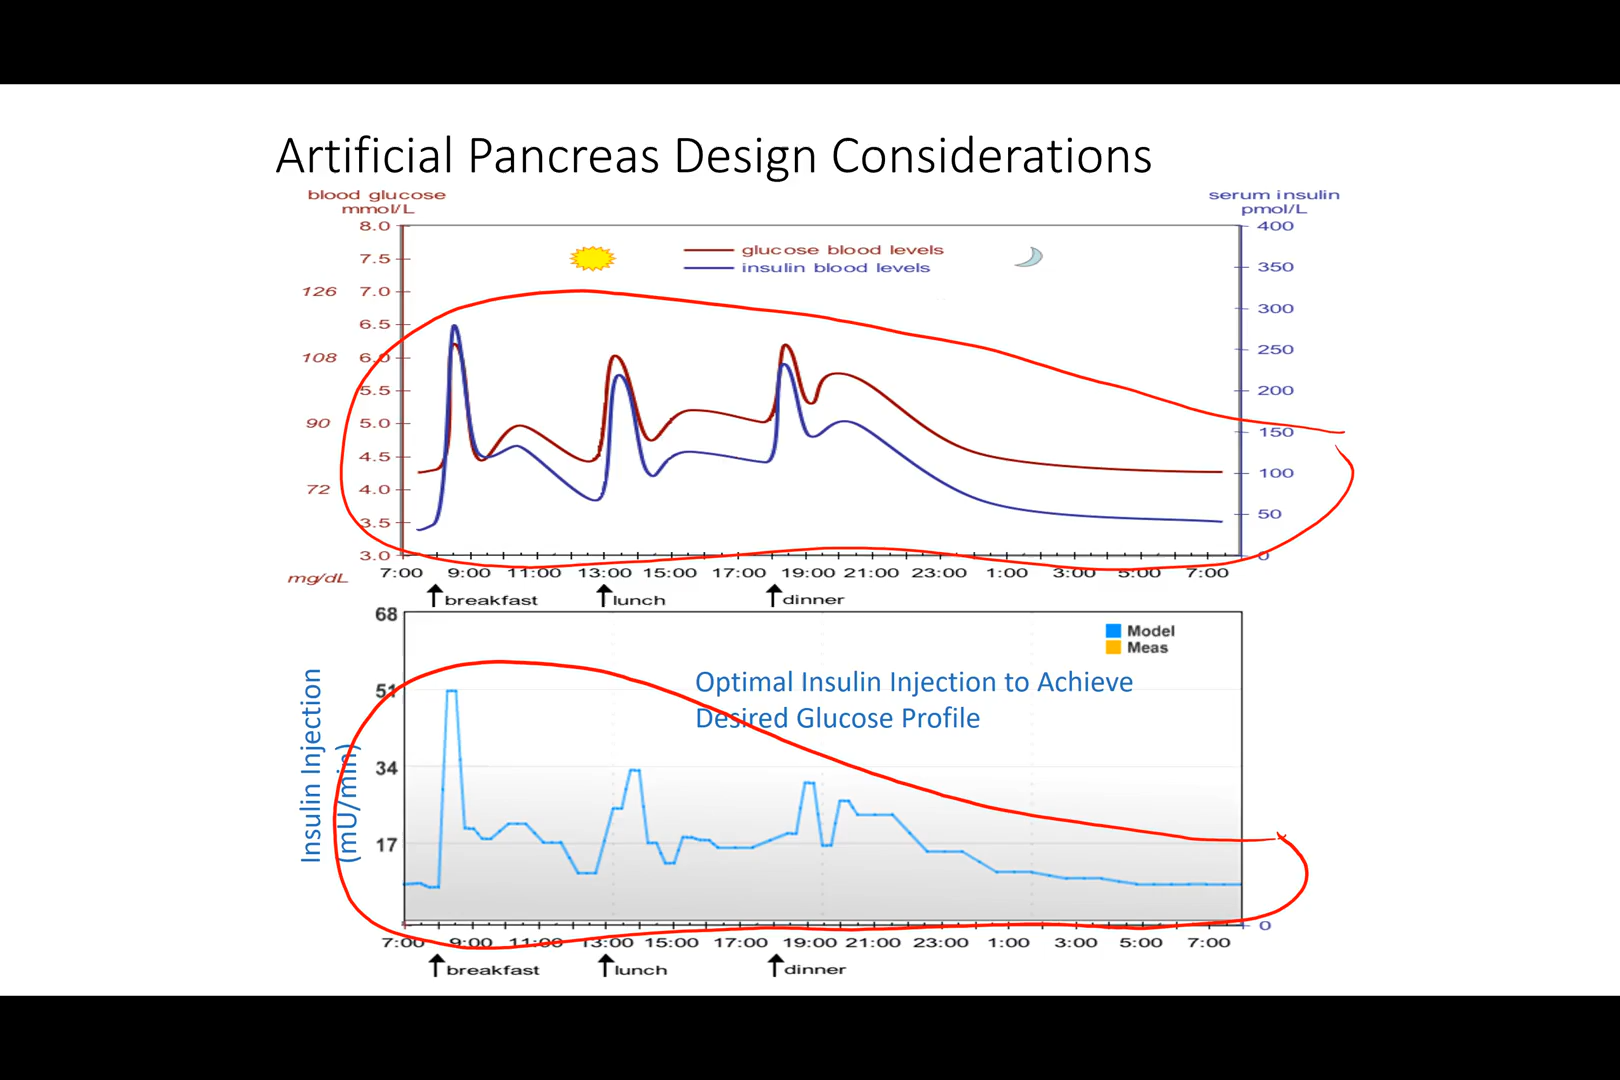 Artificial Pancreas Design Considerations
blood glucose
mmol/L
serum insulin
pmol/L
8.0
7.5
126 7.0
6.5
108 6.0
5.5
90 5.0
4.5
72 4.0
3.5
3.0
mg/dL
glucose blood levels
insulin blood levels
400
350
300
250
200
150
100
50
0
7:00 9:00 11:00 13:00 15:00 17:00 19:00 21:00 23:00 1:00 3:00 5:00 7:00
breakfast lunch dinner
68
51
34
17
Insulin Injection
(mU/min)
Model
Meas
Optimal Insulin Injection to Achieve
Desired Glucose Profile
0
7:00 9:00 11:00 13:00 15:00 17:00 19:00 21:00 23:00 1:00 3:00 5:00 7:00
breakfast lunch dinner